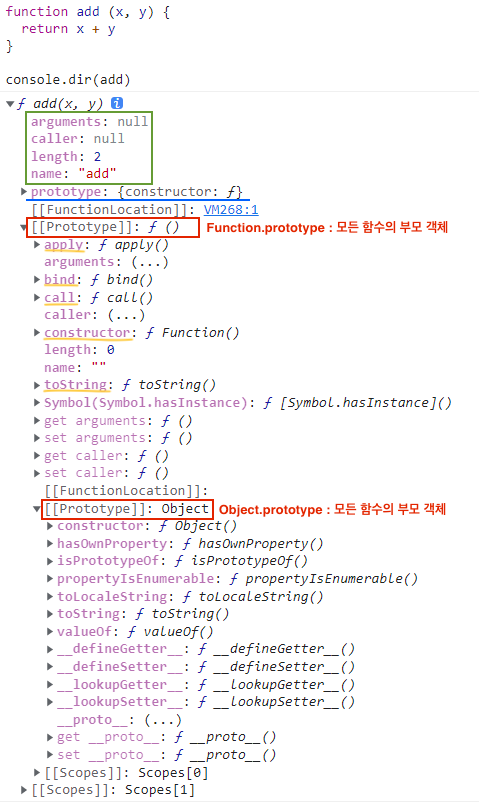 function add (x, y) {
return x + y
}
console.dir(add)
▼ƒ add(x, y) i
arguments: null
caller: null
length: 2
name: "add"
▶prototype: {constructor: ƒ}
[[FunctionLocation]]: VM268:1
▼[[Prototype]]: ƒ () Function.prototype : 모든 함수의 부모 객체
▶apply: ƒ apply()
arguments: (...)
▶bind: ƒ bind()
▶call: ƒ call()
caller: (...)
▶constructor: ƒ Function()
length: 0
name: ""
▶toString: ƒ toString()
▶Symbol(Symbol.hasInstance): ƒ [Symbol.hasInstance]()
▶get arguments: ƒ ()
▶set arguments: ƒ ()
▶get caller: ƒ ()
▶set caller: ƒ ()
[[FunctionLocation]]:
▼[[Prototype]]: Object Object.prototype : 모든 함수의 부모 객체
▶constructor: ƒ Object()
▶hasOwnProperty: ƒ hasOwnProperty()
▶isPrototypeOf: ƒ isPrototypeOf()
▶propertyIsEnumerable: ƒ propertyIsEnumerable()
▶toLocaleString: ƒ toLocaleString()
▶toString: ƒ toString()
▶valueOf: ƒ valueOf()
▶__defineGetter__: ƒ __defineGetter__()
▶__defineSetter__: ƒ __defineSetter__()
▶__lookupGetter__: ƒ __lookupGetter__()
▶__lookupSetter__: ƒ __lookupSetter__()
__proto__: (...)
▶get __proto__: ƒ __proto__()
▶set __proto__: ƒ __proto__()
▶[[Scopes]]: Scopes[0]
▶[[Scopes]]: Scopes[1]